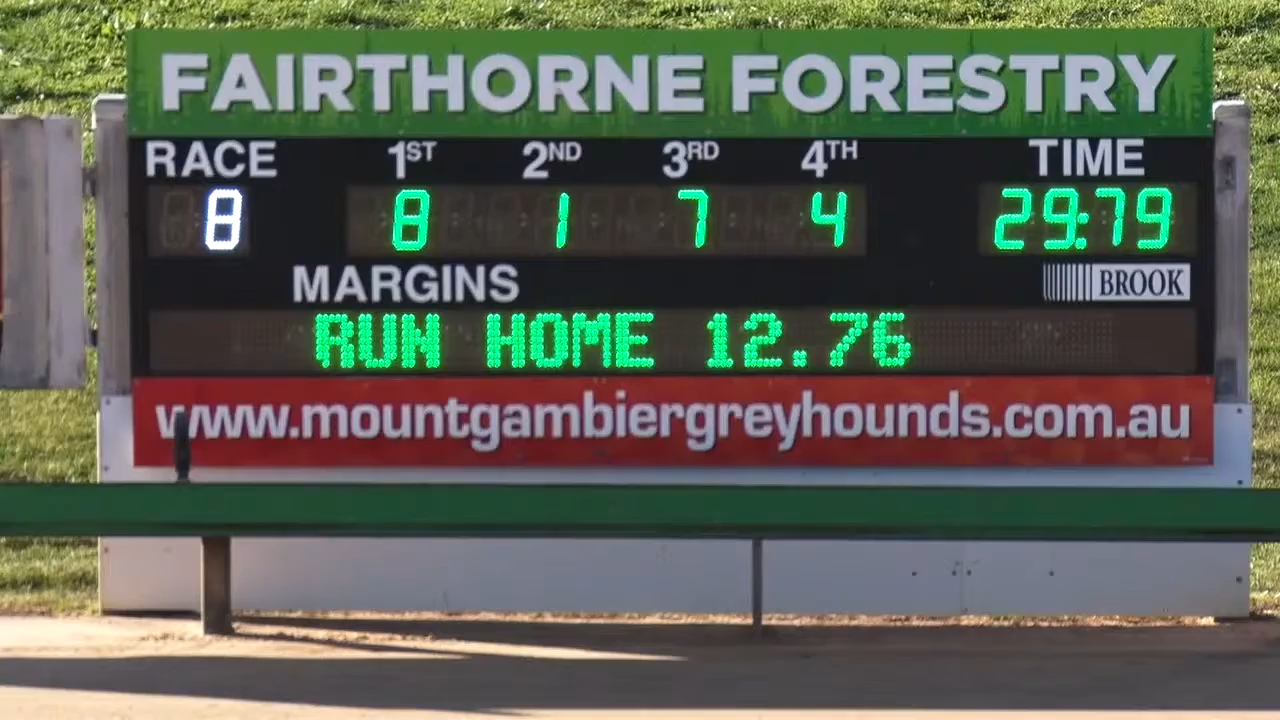 FAIRTHORNE FORESTRY
RACE 1ST 2ND 3RD 4TH TIME
8 8 1 7 4 29:79
MARGINS BROOK
RUN HOME 12.76
www.mountgambiergreyhounds.com.au